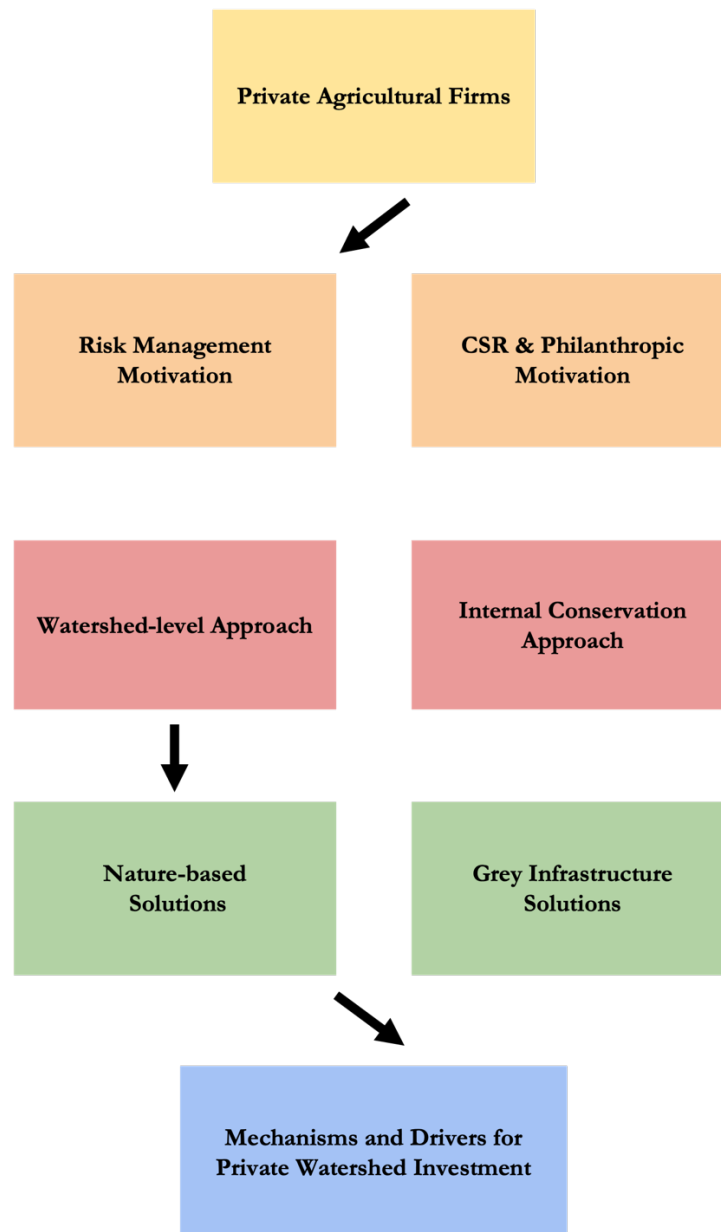 Private Agricultural Firms
Risk Management
Motivation
CSR & Philanthropic
Motivation
Watershed-level Approach
Internal Conservation
Approach
Nature-based
Solutions
Grey Infrastructure
Solutions
Mechanisms and Drivers for
Private Watershed Investment